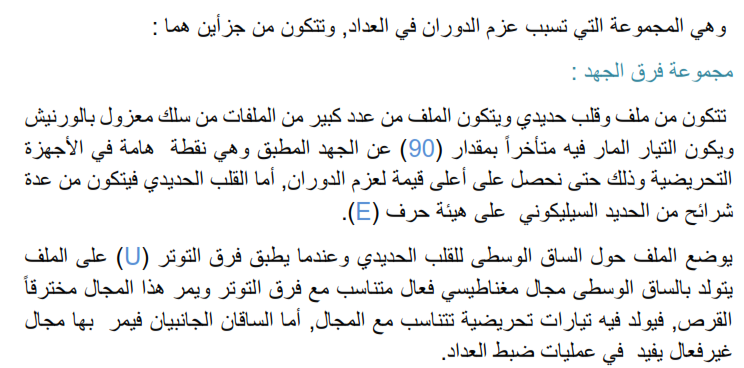 وهي المجموعة التي تسبب عزم الدوران في العداد, وتتكون من جزأين هما :
مجموعة فرق الجهد :
تتكون من ملف وقلب حديدي ويتكون الملف من عدد كبير من الملفات من سلك معزول بالورنيش
ويكون التيار المار فيه متأخراً بمقدار (90) عن الجهد المطبق وهي نقطة هامة في الأجهزة
التحريضية وذلك حتى نحصل على أعلى قيمة لعزم الدوران, أما القلب الحديدي فيتكون من عدة
شرائح من الحديد السيليكوني على هيئة حرف (E).
يوضع الملف حول الساق الوسطى للقلب الحديدي وعندما يطبق فرق التوتر (U) على الملف
يتولد بالساق الوسطى مجال مغناطيسي فعال متناسب مع فرق التوتر ويمر هذا المجال مخترقاً
القرص, فيولد فيه تيارات تحريضية تتناسب مع المجال, أما الساقان الجانبيان فيمر بها مجال
غيرفعال يفيد في عمليات ضبط العداد.